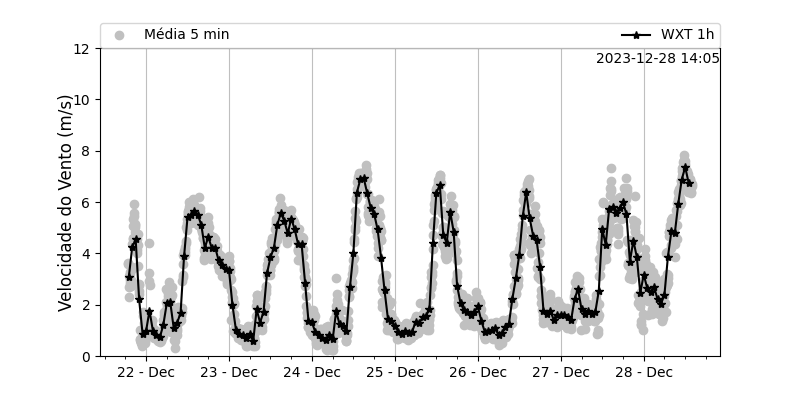 Média 5 min
WXT 1h
2023-12-28 14:05
Velocidade do Vento (m/s)
12
10
8
6
4
2
0
22 - Dec
23 - Dec
24 - Dec
25 - Dec
26 - Dec
27 - Dec
28 - Dec